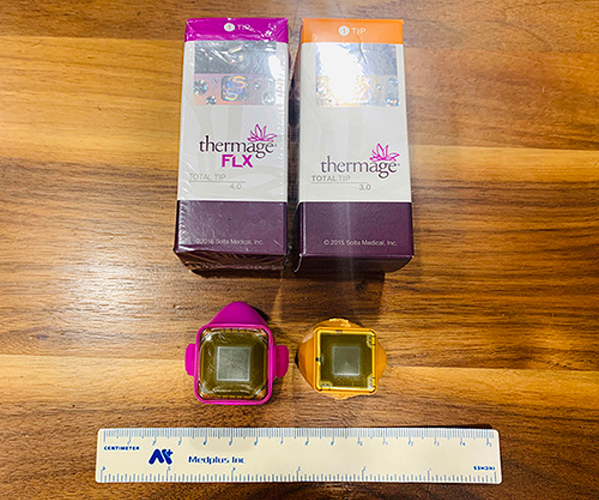 1 TIP
thermage
FLX
TOTAL TIP
4.0
©2016 Solta Medical, Inc.
1 TIP
thermage
TOTAL TIP
3.0
© 2015 Solta Medical, Inc.
CENTIMETER
Medplus Inc
INCHES